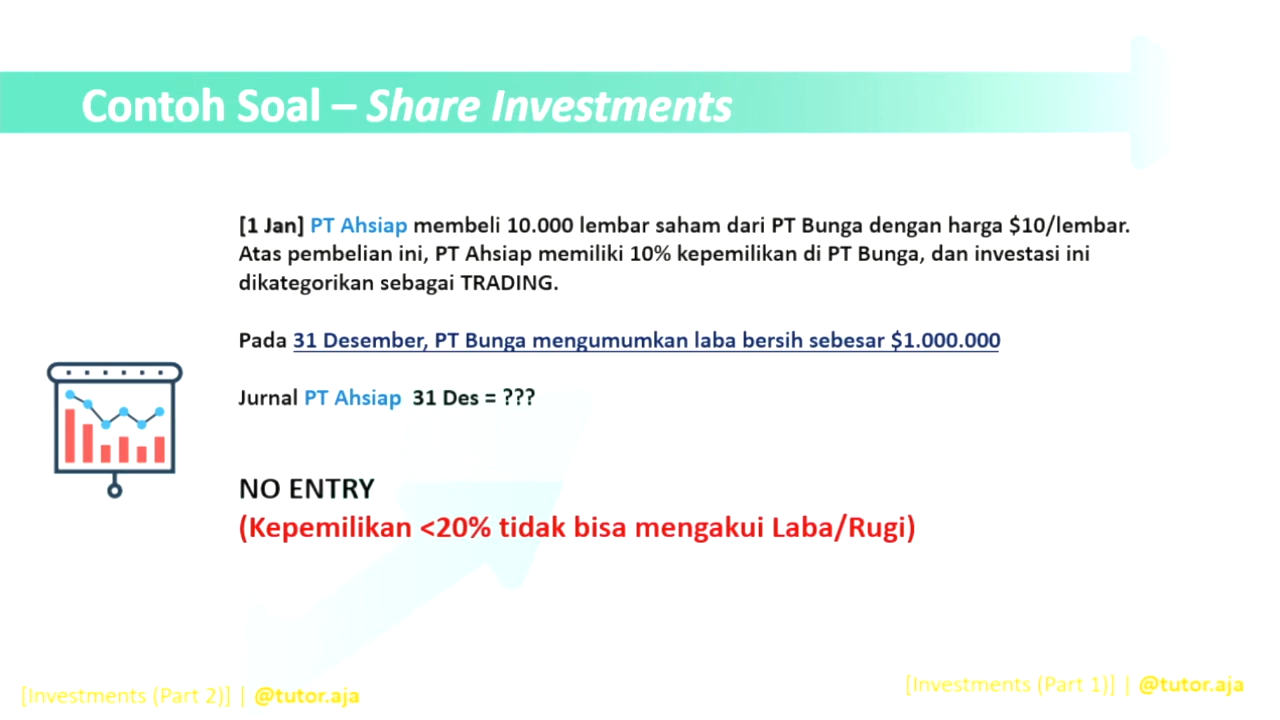 Contoh Soal – Share Investments
[1 Jan] PT Ahsiap membeli 10.000 lembar saham dari PT Bunga dengan harga $10/lembar.
Atas pembelian ini, PT Ahsiap memiliki 10% kepemilikan di PT Bunga, dan investasi ini
dikategorikan sebagai TRADING.
Pada 31 Desember, PT Bunga mengumumkan laba bersih sebesar $1.000.000
Jurnal PT Ahsiap 31 Des = ???
NO ENTRY
(Kepemilikan <20% tidak bisa mengakui Laba/Rugi)
[Investments (Part 2)] | @tutor.aja
[Investments (Part 1)] | @tutor.aja